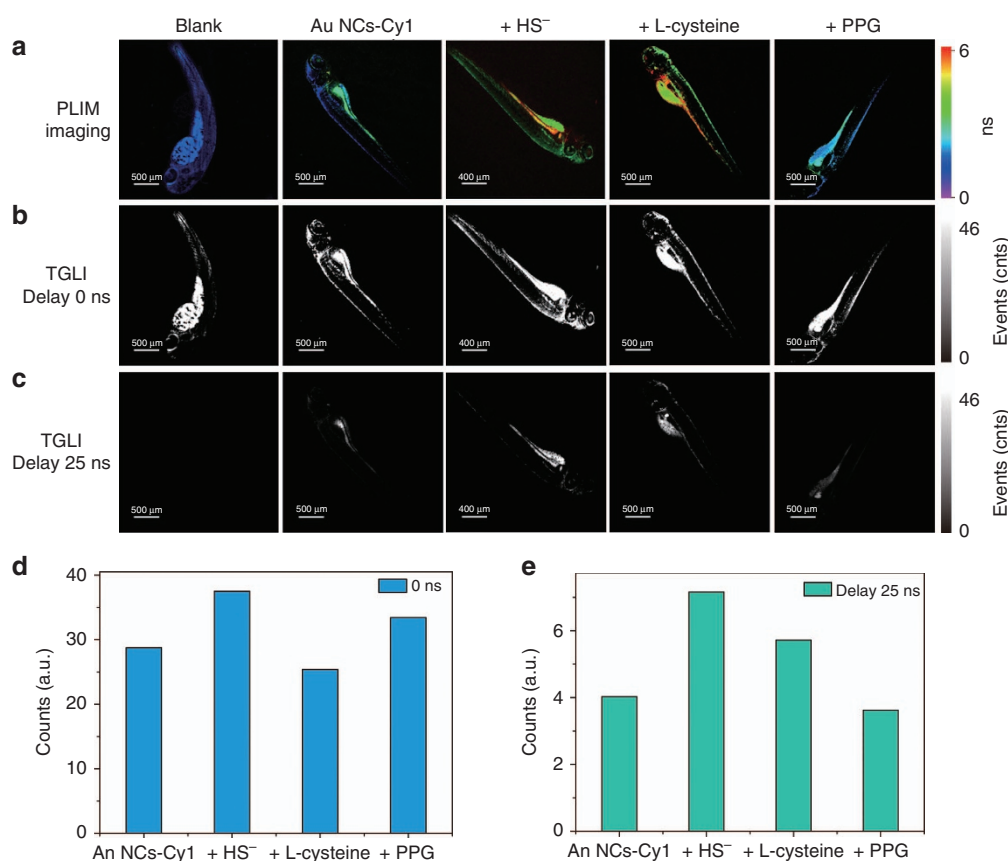 Blank Au NCs-Cy1 + HS⁻ + L-cysteine + PPG
a
PLIM
imaging
500 µm 500 µm 400 µm 500 µm 500 µm
6
ns
0
b
TGLI
Delay 0 ns
500 µm 500 µm 400 µm 500 µm 500 µm
46
Events (cnts)
0
c
TGLI
Delay 25 ns
500 µm 500 µm 400 µm 500 µm 500 µm
46
Events (cnts)
0
d
40
30
20
10
0
Counts (a.u.)
0 ns
An NCs-Cy1 + HS⁻ + L-cysteine + PPG
e
6
4
2
0
Counts (a.u.)
Delay 25 ns
An NCs-Cy1 + HS⁻ + L-cysteine + PPG